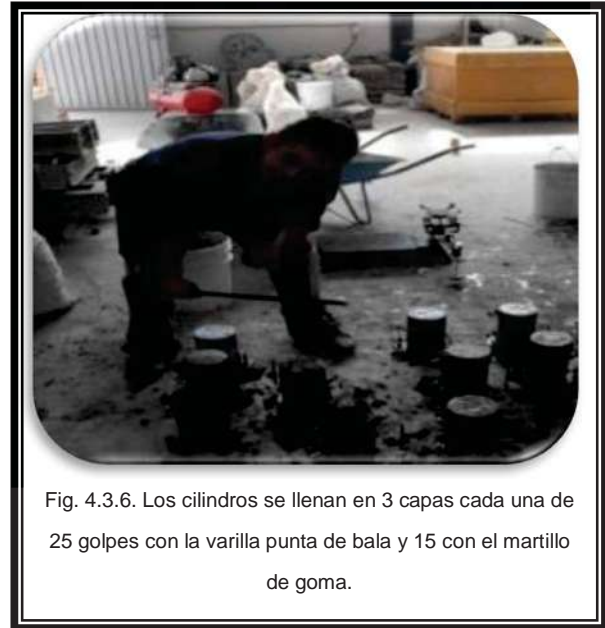 Fig. 4.3.6. Los cilindros se llenan en 3 capas cada una de
25 golpes con la varilla punta de bala y 15 con el martillo
de goma.